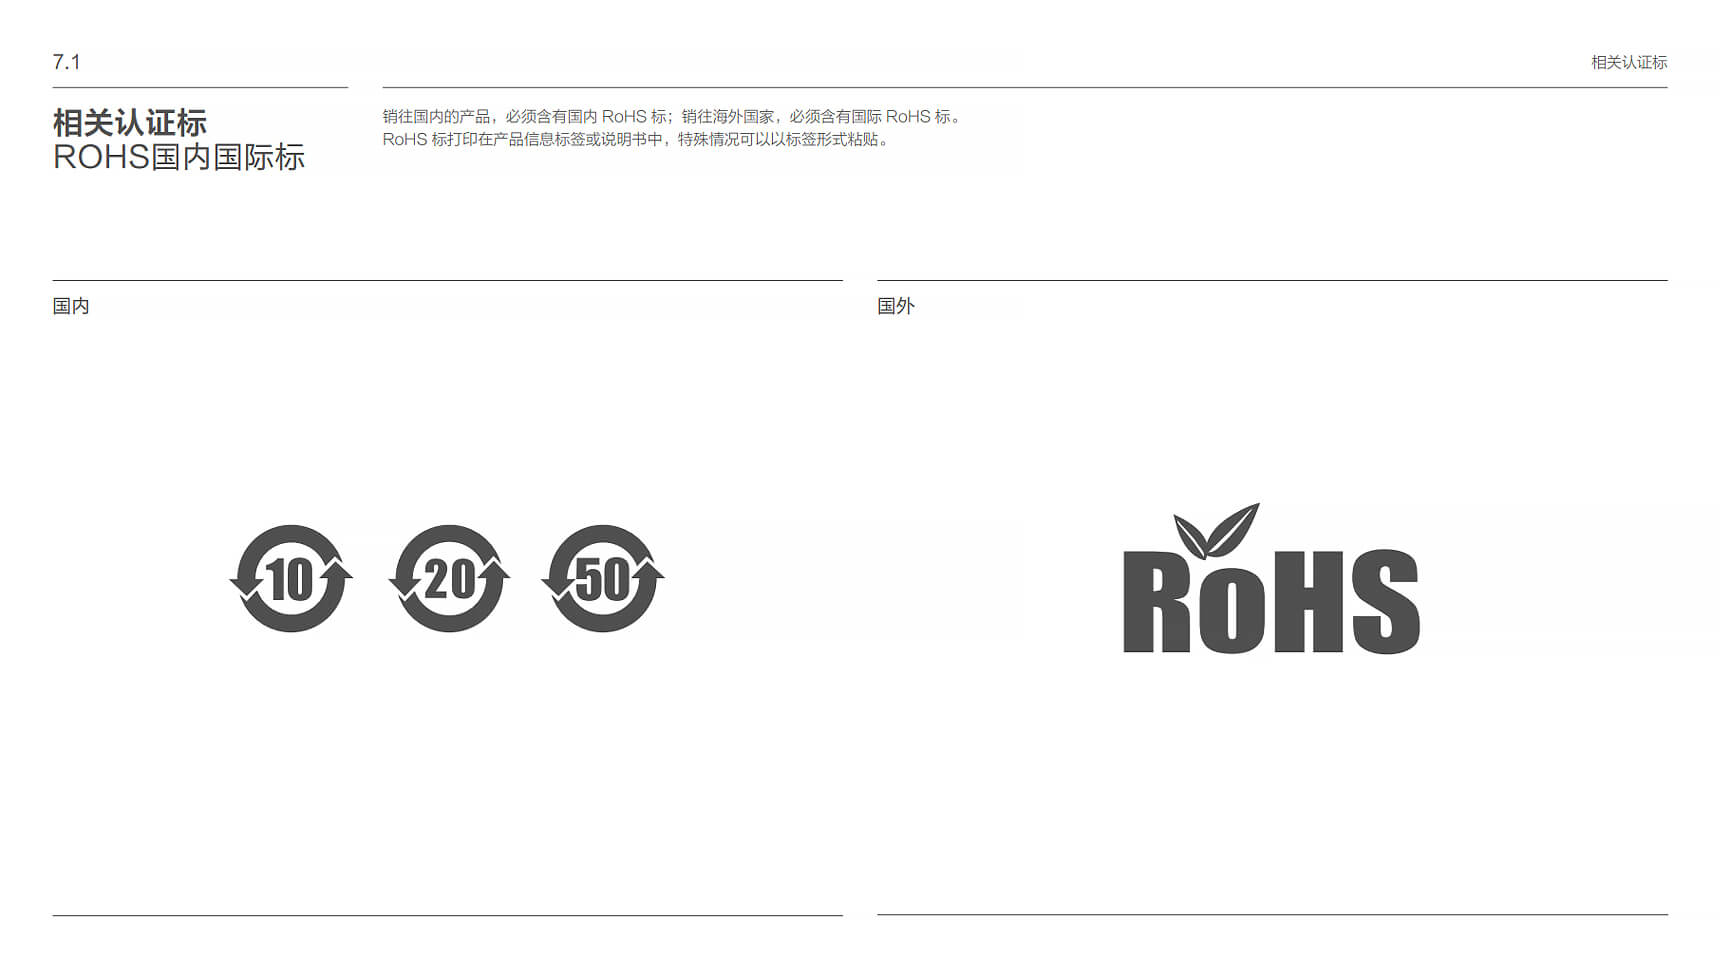 7.1
相关认证标
相关认证标
ROHS国内国际标
销往国内的产品，必须含有国内 RoHS 标；销往海外国家，必须含有国际 RoHS 标。
RoHS 标打印在产品信息标签或说明书中，特殊情况可以以标签形式粘贴。
国内
国外
10
20
50
RoHS